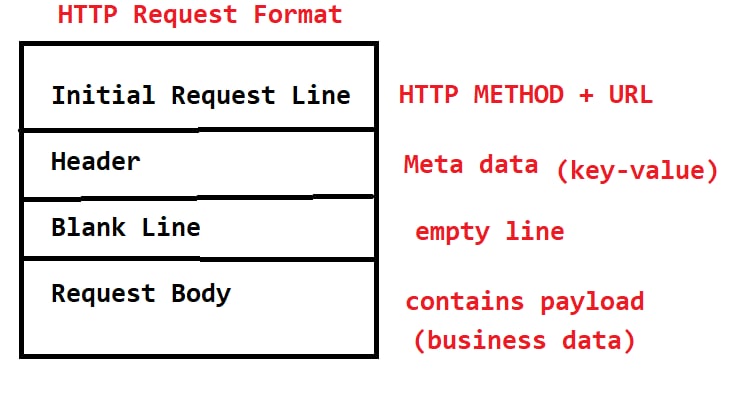 HTTP Request Format
Initial Request Line HTTP METHOD + URL
Header Meta data (key-value)
Blank Line empty line
Request Body contains payload
(business data)